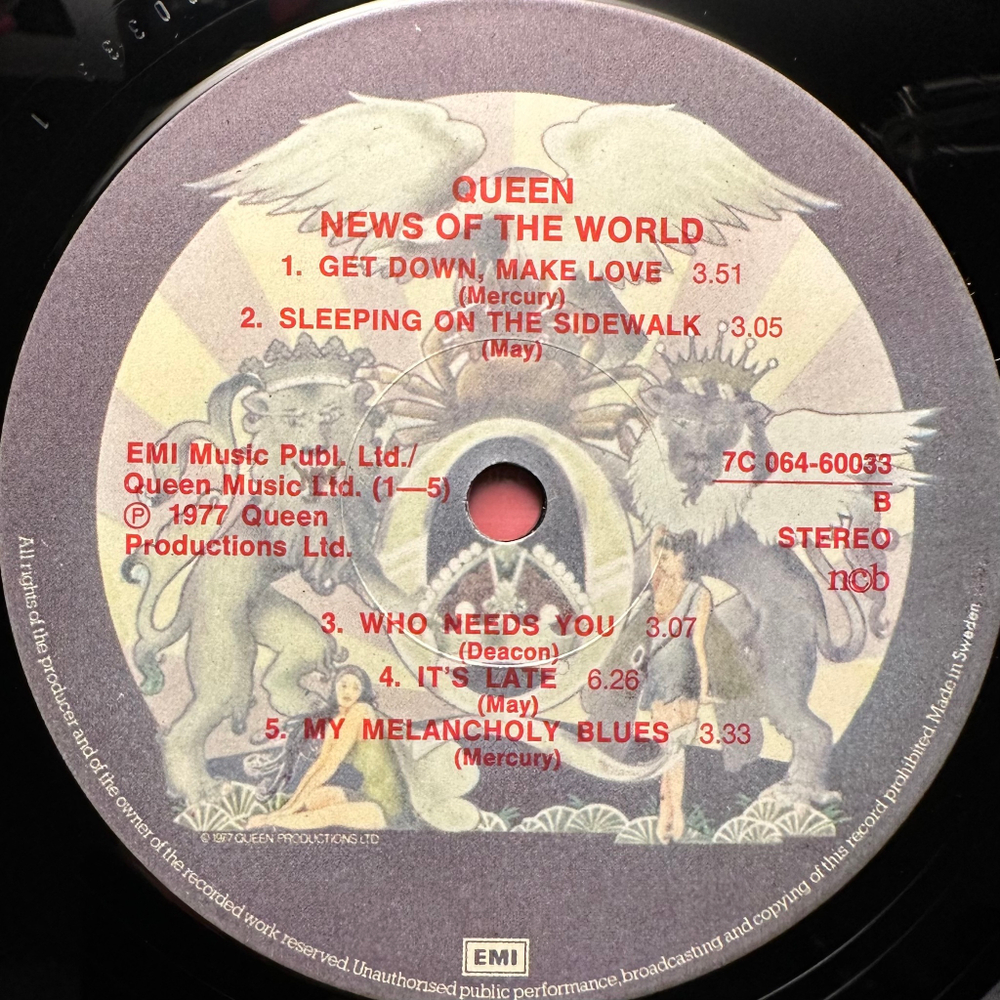 QUEEN
NEWS OF THE WORLD
1. GET DOWN, MAKE LOVE 3.51
(Mercury)
2. SLEEPING ON THE SIDEWALK 3.05
(May)
EMI Music Publ. Ltd./
Queen Music Ltd. (1—5)
Ⓟ 1977 Queen
Productions Ltd.
7C 064-60033
B
STEREO
n©b
3. WHO NEEDS YOU 3.07
(Deacon)
4. IT'S LATE 6.26
(May)
5. MY MELANCHOLY BLUES 3.33
(Mercury)
© 1977 QUEEN PRODUCTIONS LTD
EMI
All rights of the producer and of the owner of the recorded work reserved. Unauthorised public performance, broadcasting and copying of this record prohibited. Made in Sweden